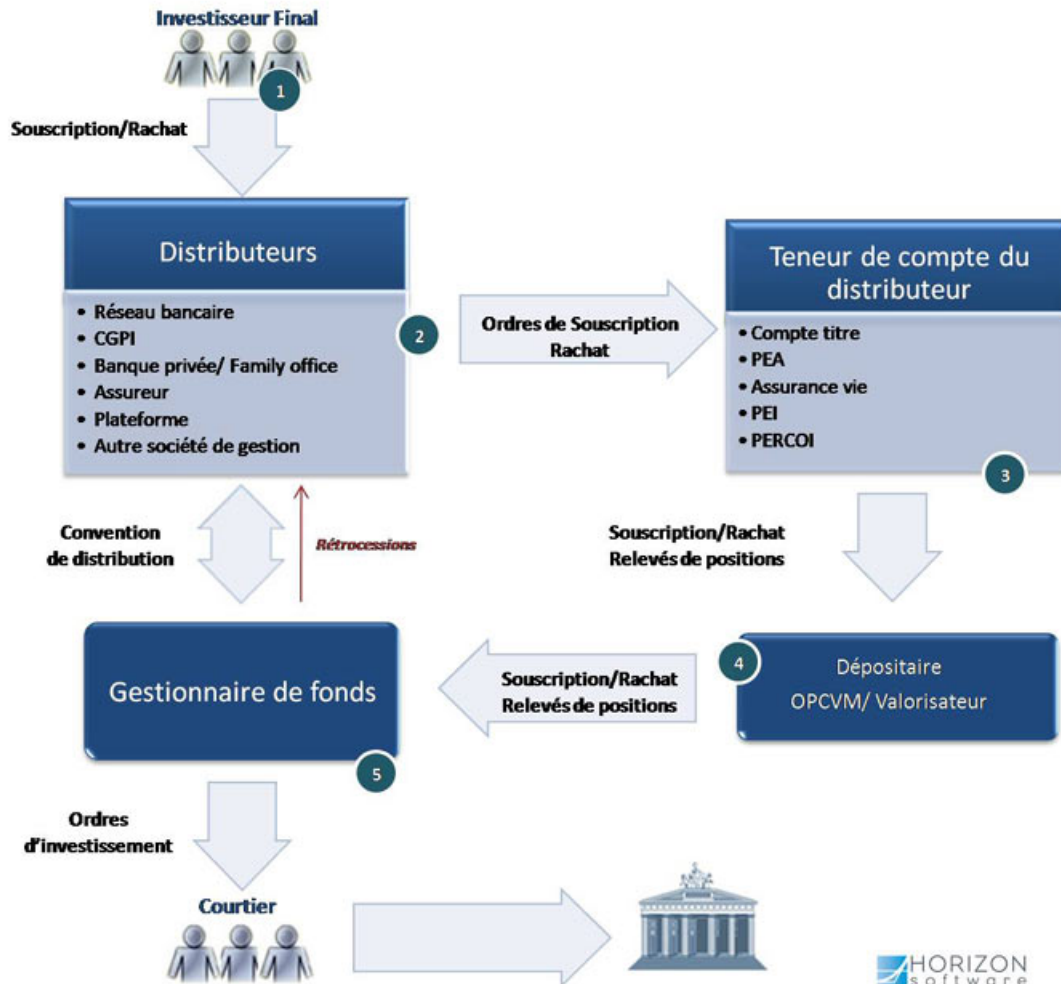 Investisseur Final
1
Souscription/Rachat
Distributeurs
• Réseau bancaire
• CGPI
• Banque privée/ Family office
• Assureur
• Plateforme
• Autre société de gestion
2
Ordres de Souscription
Rachat
Teneur de compte du
distributeur
• Compte titre
• PEA
• Assurance vie
• PEI
• PERCOI
3
Convention
de distribution
Rétrocessions
Souscription/Rachat
Relevés de positions
Gestionnaire de fonds
5
Souscription/Rachat
Relevés de positions
4
Dépositaire
OPCVM/ Valorisateur
Ordres
d'investissement
Courtier
HORIZON
software